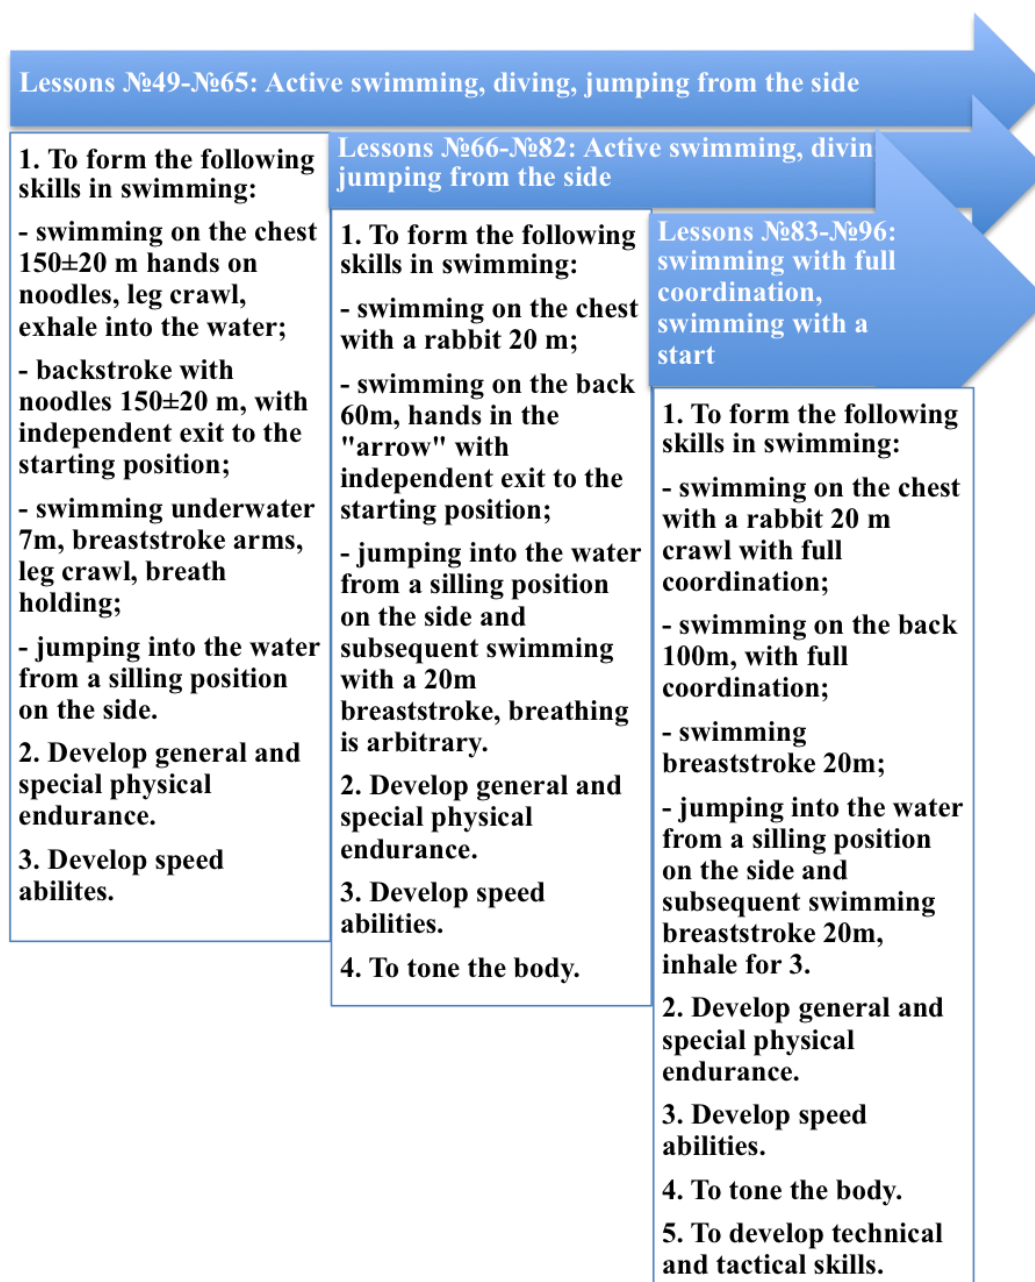 Lessons №49-№65: Active swimming, diving, jumping from the side
1. To form the following
skills in swimming:
- swimming on the chest
150±20 m hands on
noodles, leg crawl,
exhale into the water;
- backstroke with
noodles 150±20 m, with
independent exit to the
starting position;
- swimming underwater
7m, breaststroke arms,
leg crawl, breath
holding;
- jumping into the water
from a silling position
on the side.
2. Develop general and
special physical
endurance.
3. Develop speed
abilites.
Lessons №66-№82: Active swimming, divin
jumping from the side
1. To form the following
skills in swimming:
- swimming on the chest
with a rabbit 20 m;
- swimming on the back
60m, hands in the
"arrow" with
independent exit to the
starting position;
- jumping into the water
from a silling position
on the side and
subsequent swimming
with a 20m
breaststroke, breathing
is arbitrary.
2. Develop general and
special physical
endurance.
3. Develop speed
abilities.
4. To tone the body.
Lessons №83-№96:
swimming with full
coordination,
swimming with a
start
1. To form the following
skills in swimming:
- swimming on the chest
with a rabbit 20 m
crawl with full
coordination;
- swimming on the back
100m, with full
coordination;
- swimming
breaststroke 20m;
- jumping into the water
from a silling position
on the side and
subsequent swimming
breaststroke 20m,
inhale for 3.
2. Develop general and
special physical
endurance.
3. Develop speed
abilities.
4. To tone the body.
5. To develop technical
and tactical skills.